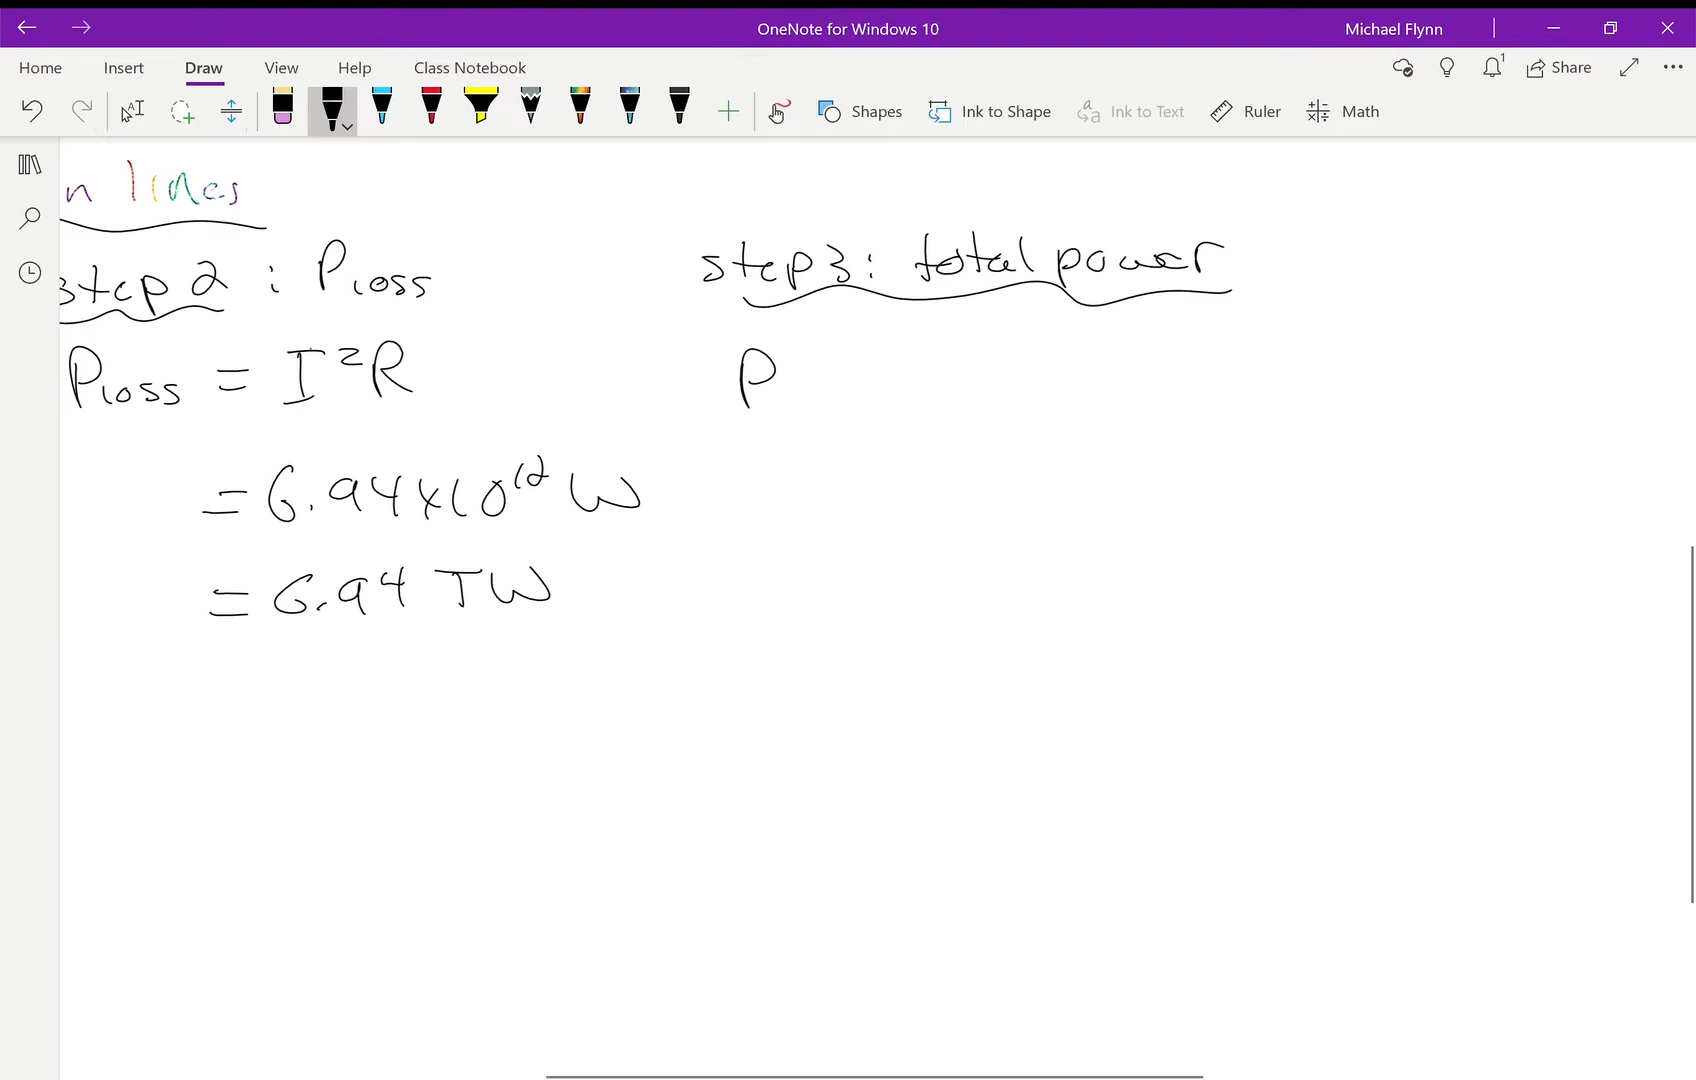 OneNote for Windows 10
Michael Flynn
Home Insert Draw View Help Class Notebook
1
Share
Shapes
Ink to Shape
Ink to Text
Ruler
Math
n lines
step 2 : Ploss
Ploss = I²R
= 6.94x10¹² W
= 6.94 TW
step 3: total power
P